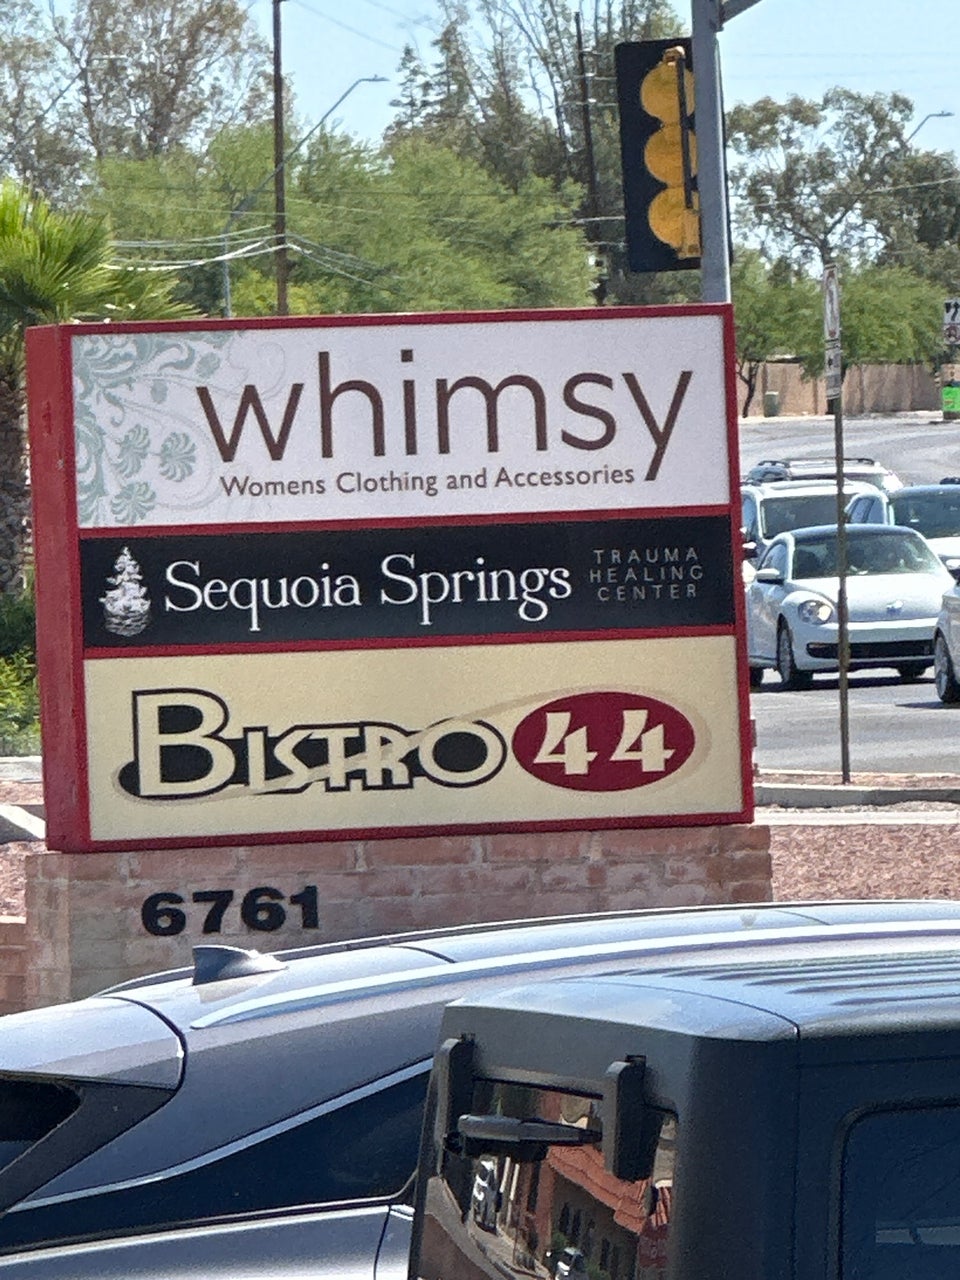 whimsy
Womens Clothing and Accessories
Sequoia Springs
TRAUMA
HEALING
CENTER
BISTRO 44
6761